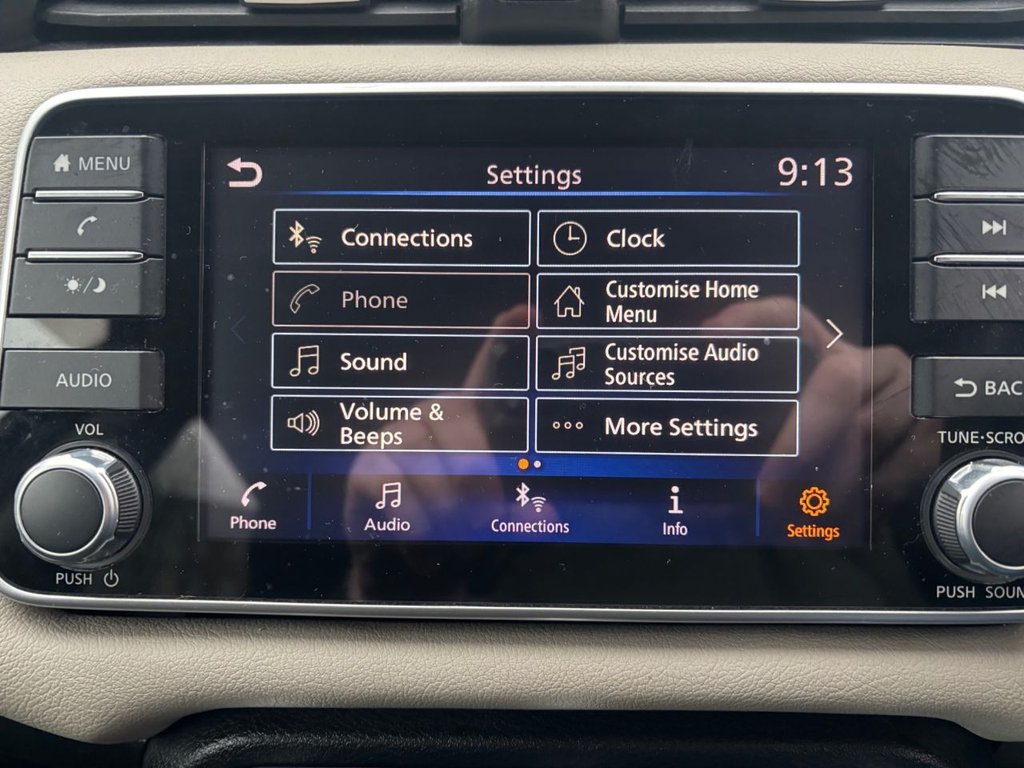 MENU
AUDIO
VOL
PUSH
Settings
9:13
Connections
Clock
Phone
Customise Home
Menu
Sound
Customise Audio
Sources
Volume &
Beeps
More Settings
Phone
Audio
Connections
Info
Settings
BAC
TUNE·SCRO
PUSH SOUN